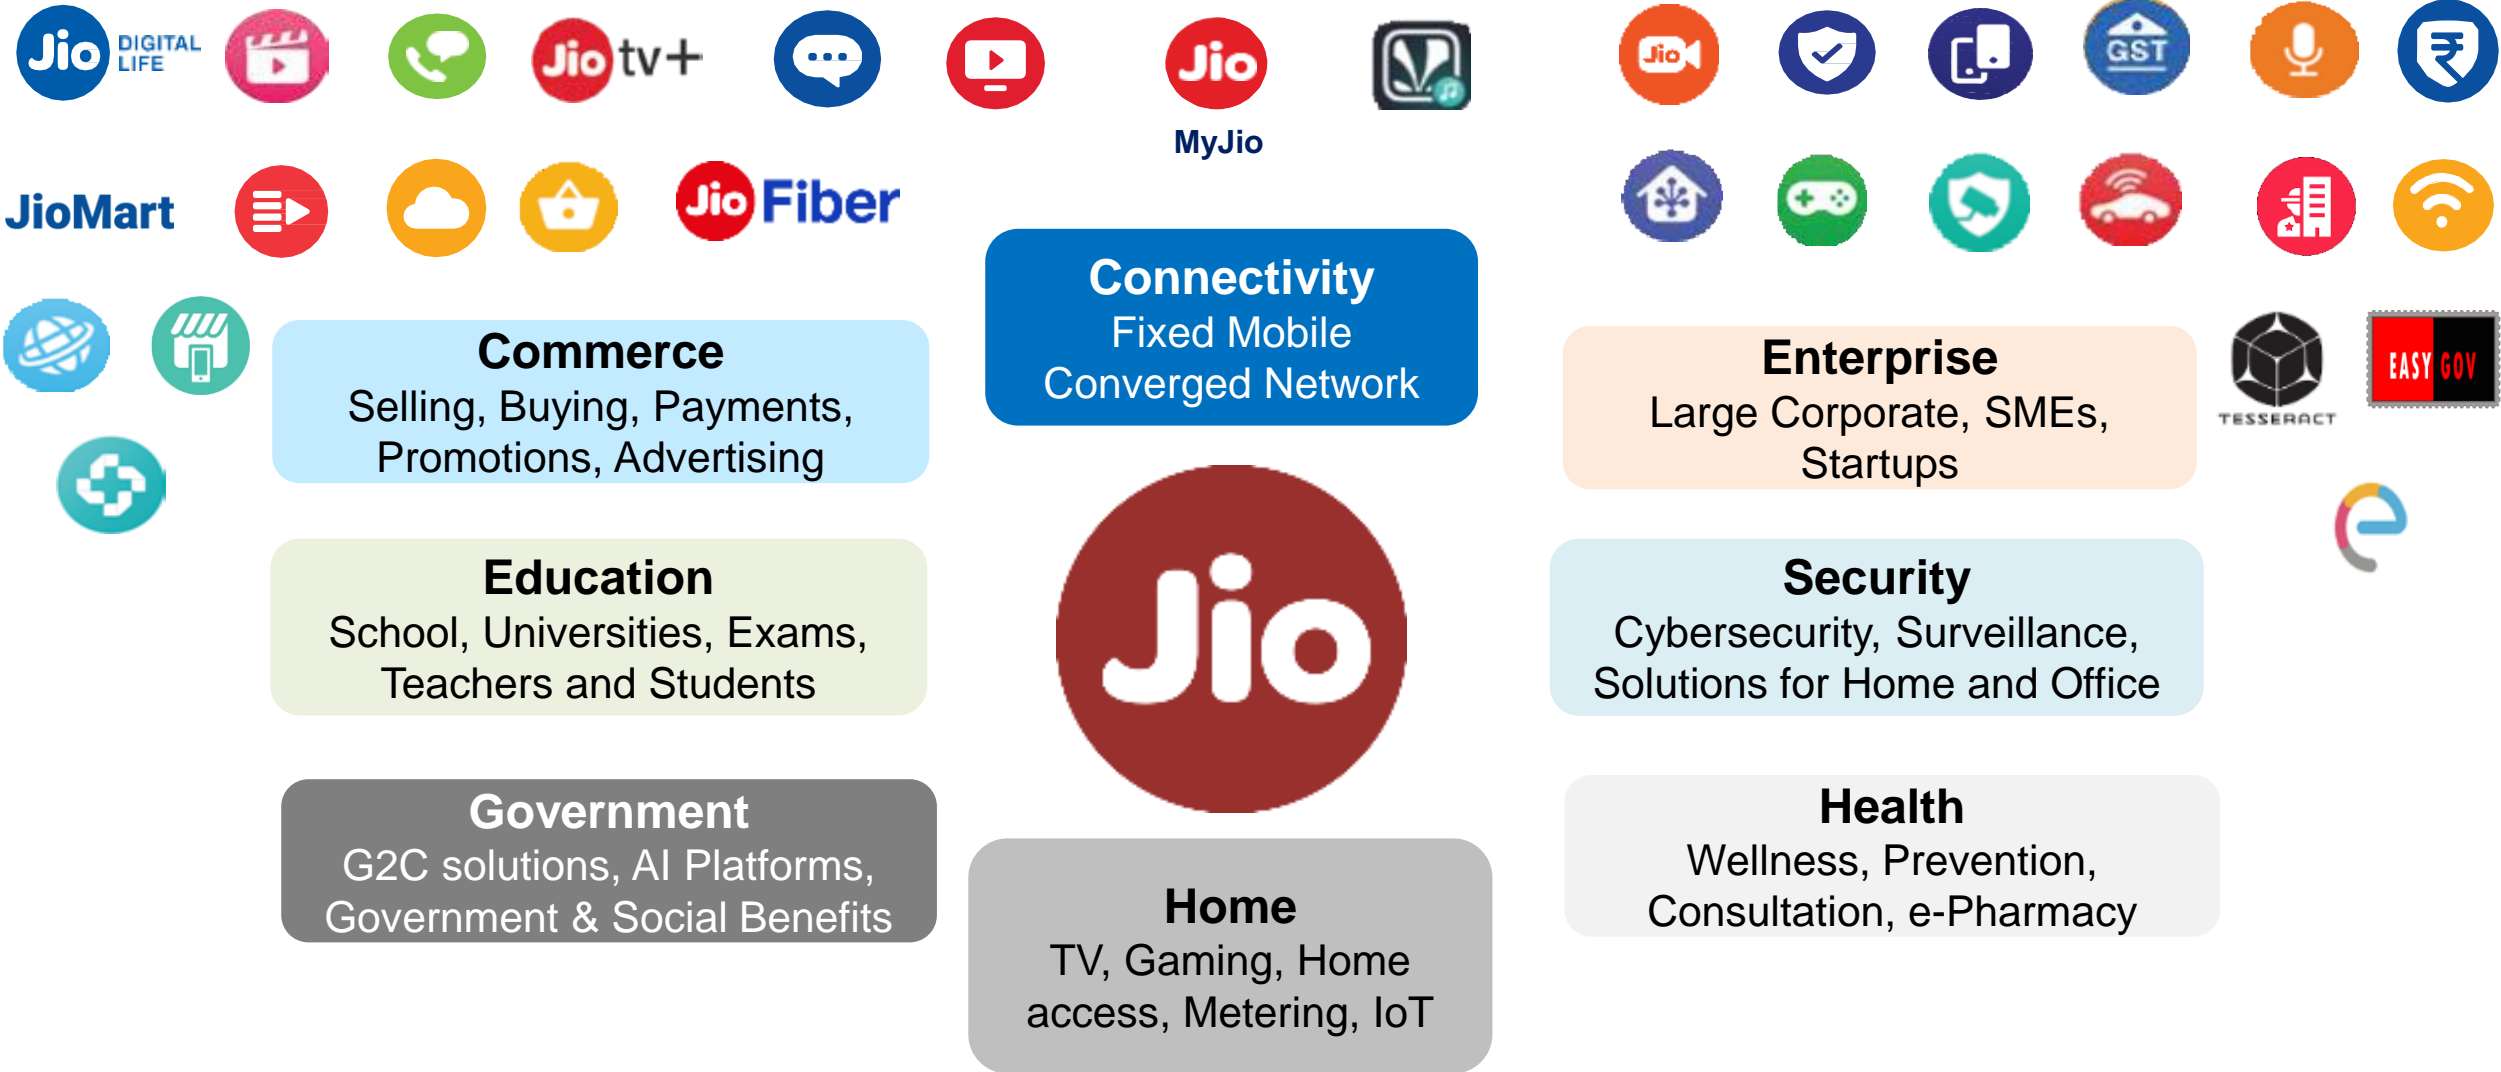 Jio DIGITAL
LIFE
Jio tv+
Jio
MyJio
Jio
GST
₹
JioMart
Jio Fiber
Connectivity
Fixed Mobile
Converged Network
Commerce
Selling, Buying, Payments,
Promotions, Advertising
Enterprise
Large Corporate, SMEs,
Startups
TESSERACT
EASY GOV
Jio
Education
School, Universities, Exams,
Teachers and Students
Security
Cybersecurity, Surveillance,
Solutions for Home and Office
Government
G2C solutions, AI Platforms,
Government & Social Benefits
Home
TV, Gaming, Home
access, Metering, IoT
Health
Wellness, Prevention,
Consultation, e-Pharmacy
e